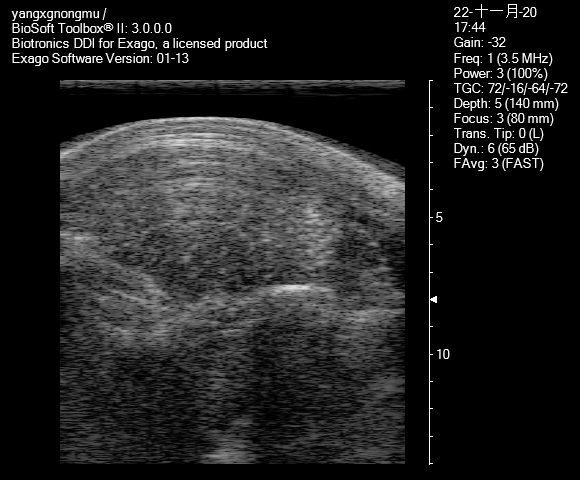 yangxgnongmu /
BioSoft Toolbox® II: 3.0.0.0
Biotronics DDI for Exago, a licensed product
Exago Software Version: 01-13
22-十一月-20
17:44
Gain: -32
Freq: 1 (3.5 MHz)
Power: 3 (100%)
TGC: 72/-16/-64/-72
Depth: 5 (140 mm)
Focus: 3 (80 mm)
Trans. Tip: 0 (L)
Dyn.: 6 (65 dB)
FAvg: 3 (FAST)
5
10